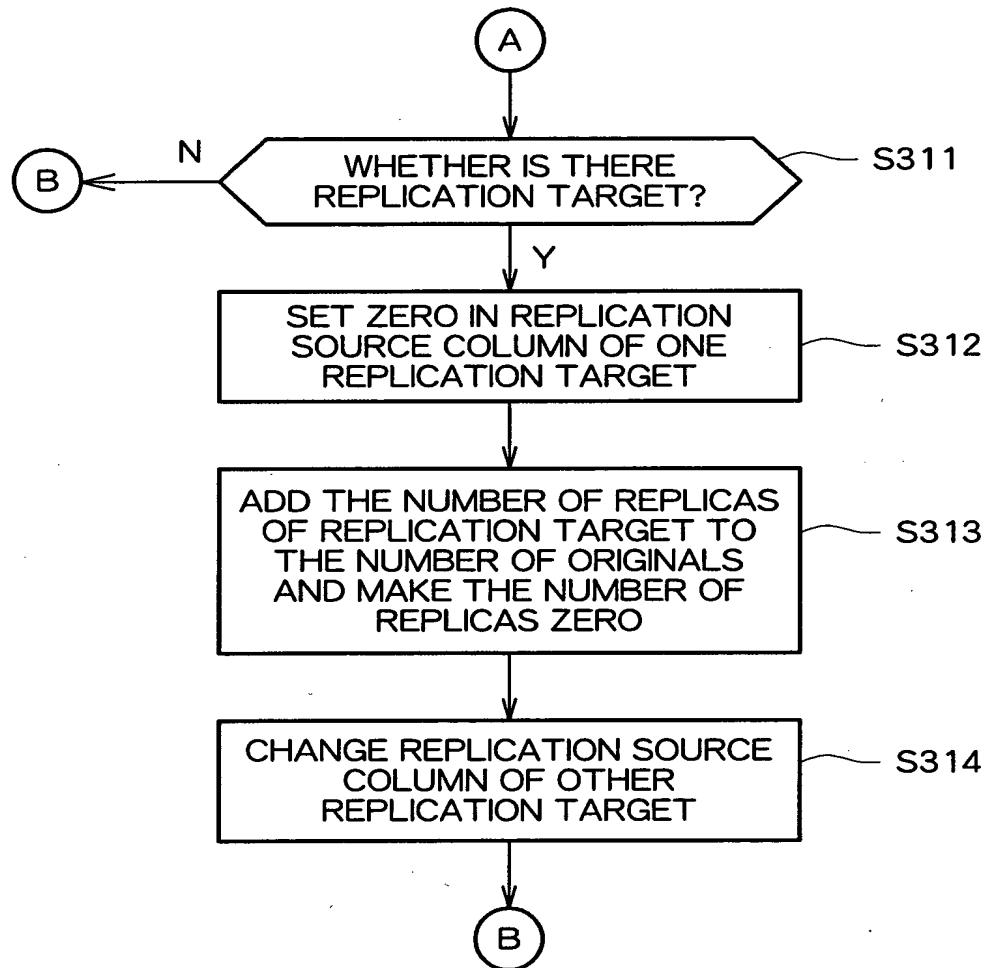 A
N
B
WHETHER IS THERE
REPLICATION TARGET?
S311
Y
SET ZERO IN REPLICATION
SOURCE COLUMN OF ONE
REPLICATION TARGET
S312
ADD THE NUMBER OF REPLICAS
OF REPLICATION TARGET TO
THE NUMBER OF ORIGINALS
AND MAKE THE NUMBER OF
REPLICAS ZERO
S313
CHANGE REPLICATION SOURCE
COLUMN OF OTHER
REPLICATION TARGET
S314
B